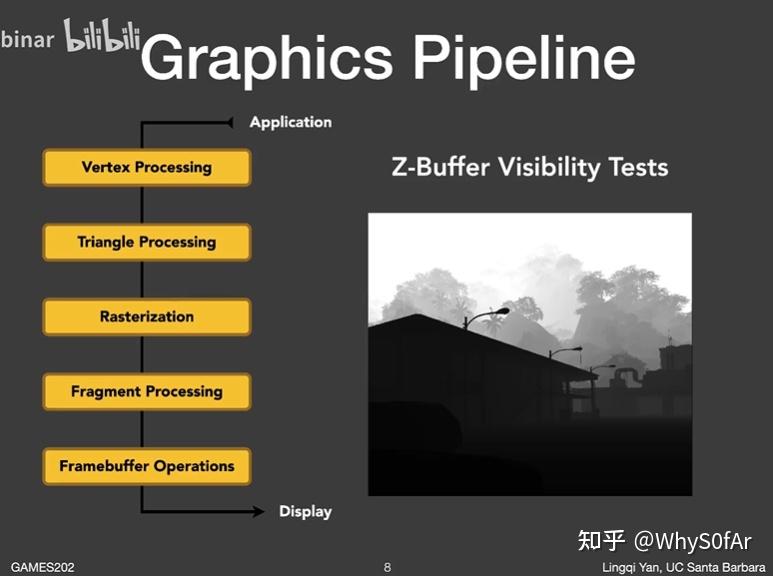 binar bilibili
Graphics Pipeline
Application
Vertex Processing
Triangle Processing
Rasterization
Fragment Processing
Framebuffer Operations
Display
Z-Buffer Visibility Tests
知乎 @WhyS0fAr
GAMES202
8
Lingqi Yan, UC Santa Barbara